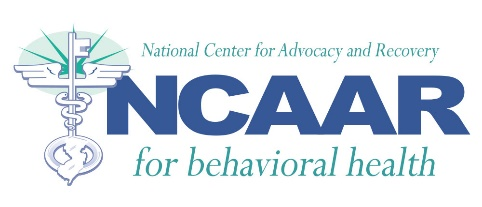 National Center for Advocacy and Recovery
NCAAR
for behavioral health